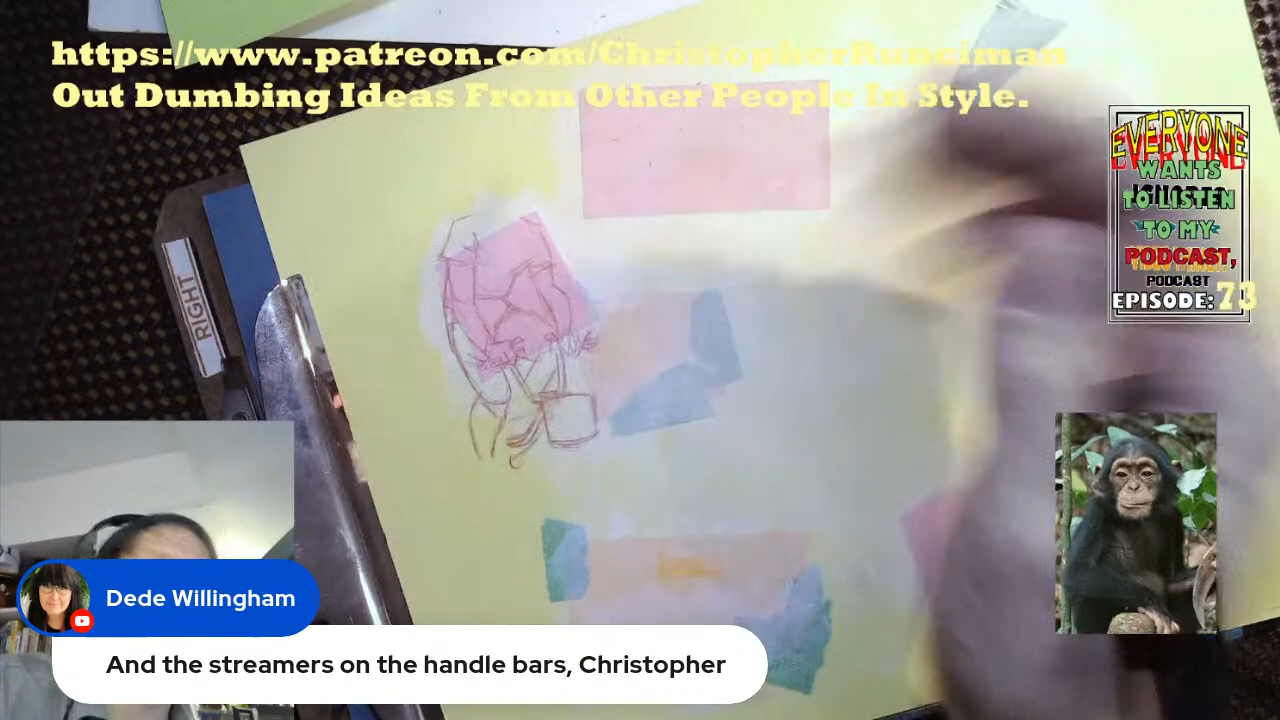 https://www.patreon.com/ChristopherRunciman
Out Dumbing Ideas From Other People In Style.
EVERYONE
WANTS
TO LISTEN
TO MY
PODCAST,
PODCAST
EPISODE: 73
RIGHT
Dede Willingham
And the streamers on the handle bars, Christopher